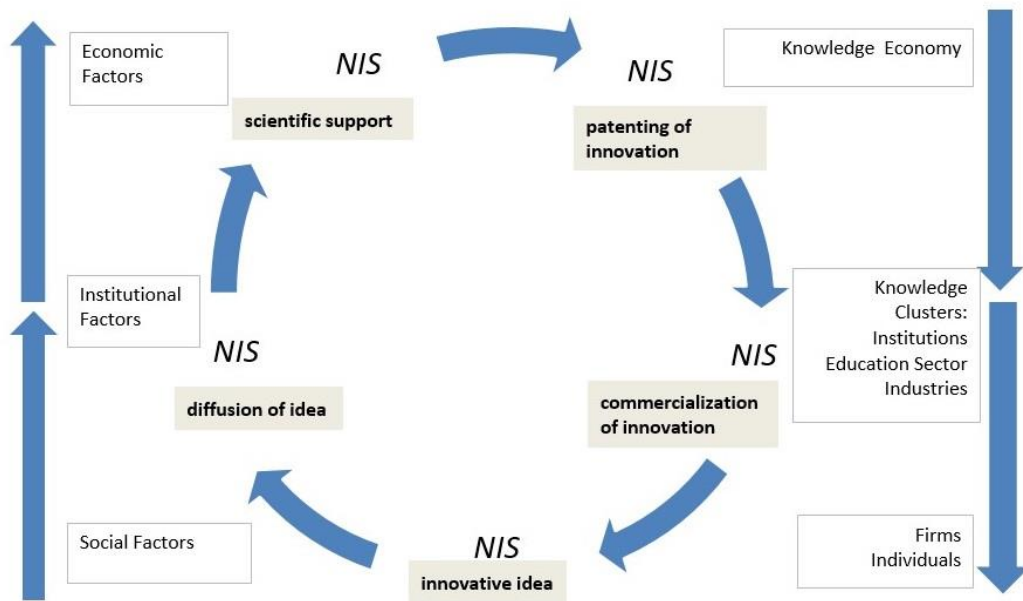 Economic
Factors
NIS
scientific support
NIS
patenting of
innovation
Knowledge Economy
Institutional
Factors
NIS
diffusion of idea
NIS
commercialization
of innovation
Knowledge
Clusters:
Institutions
Education Sector
Industries
Social Factors
NIS
innovative idea
Firms
Individuals